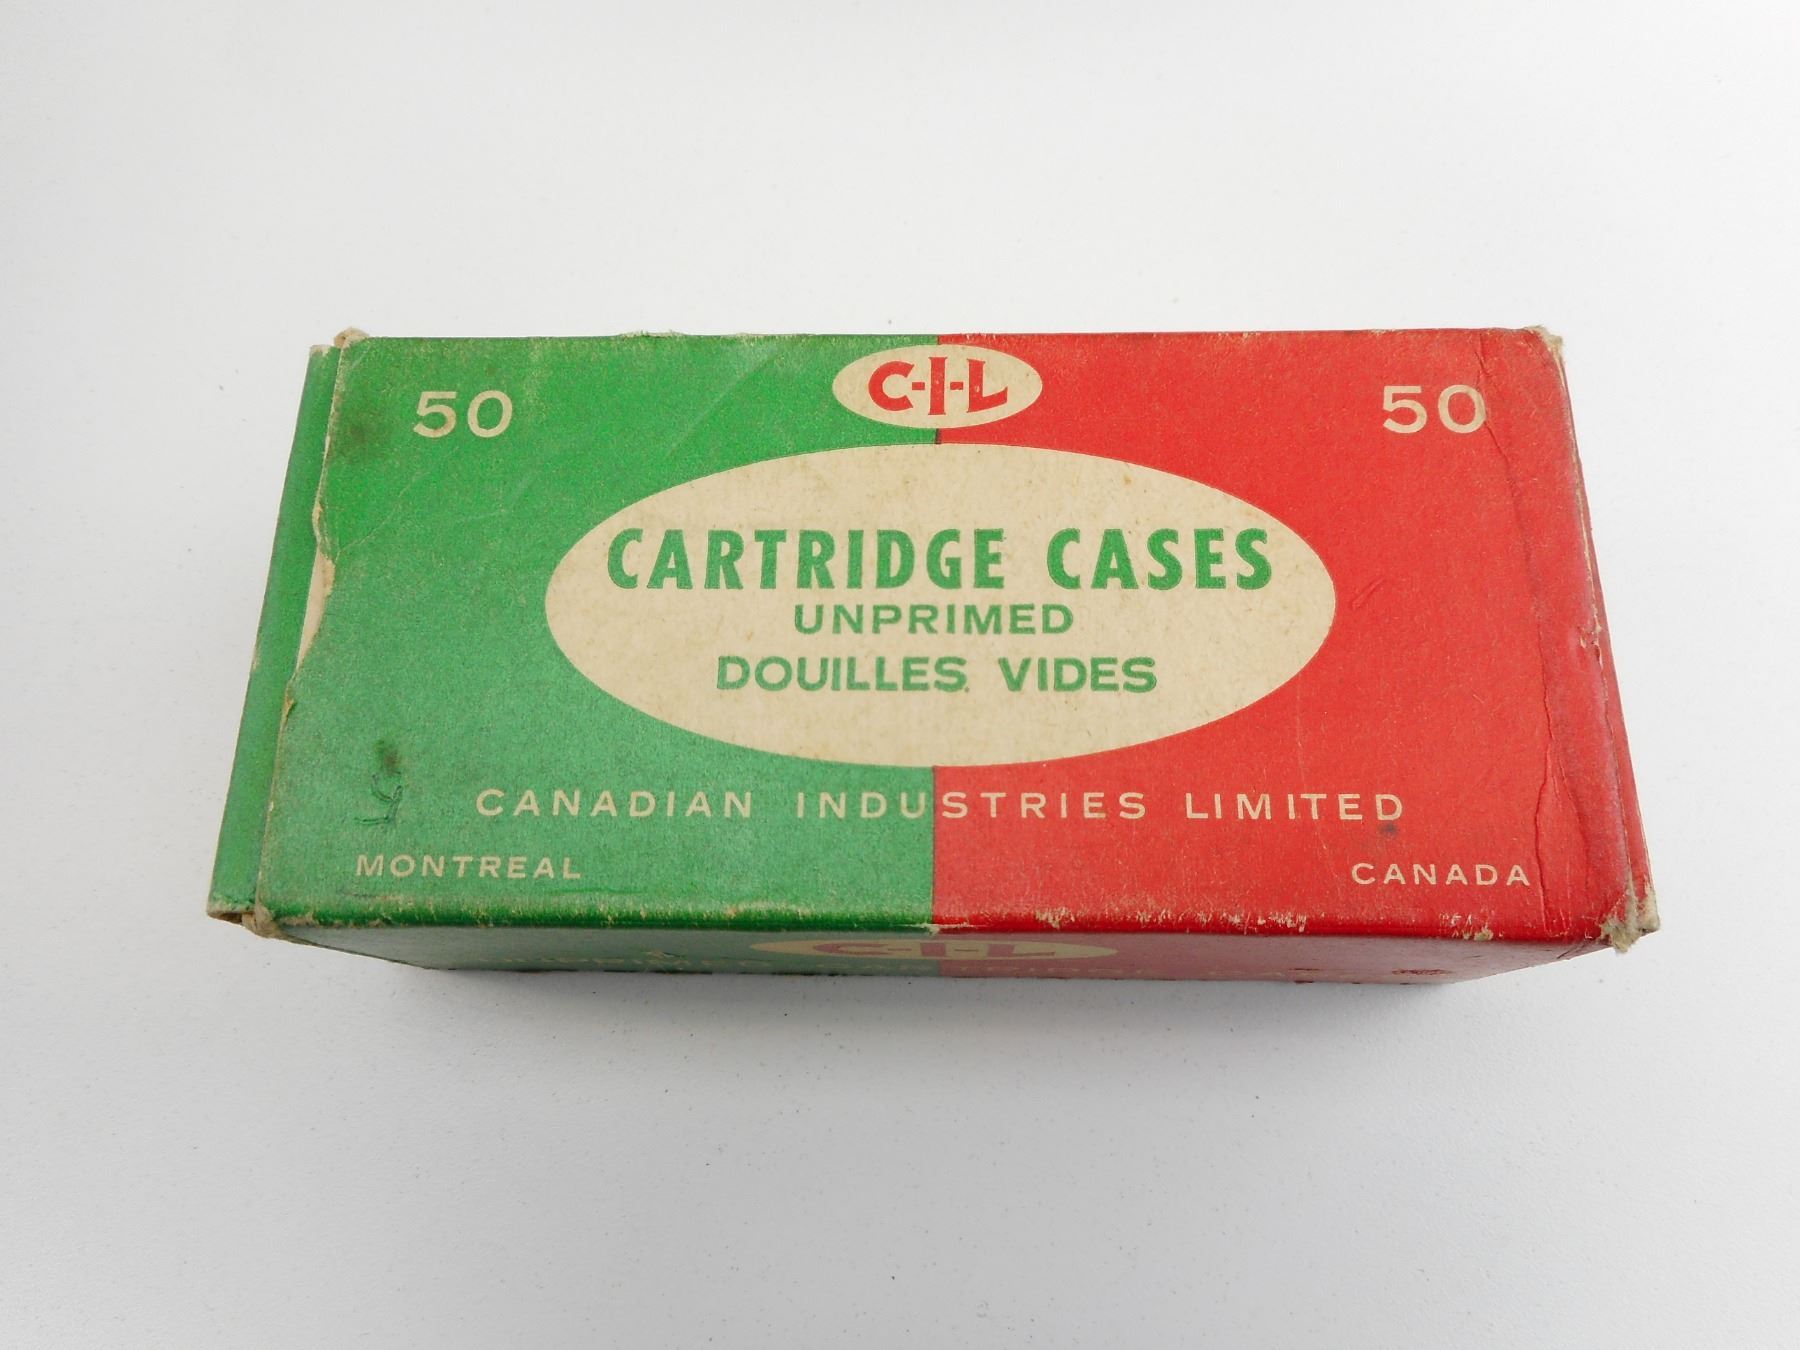 50
C-I-L
50
CARTRIDGE CASES
UNPRIMED
DOUILLES VIDES
CANADIAN INDUSTRIES LIMITED
MONTREAL
CANADA
C-I-L